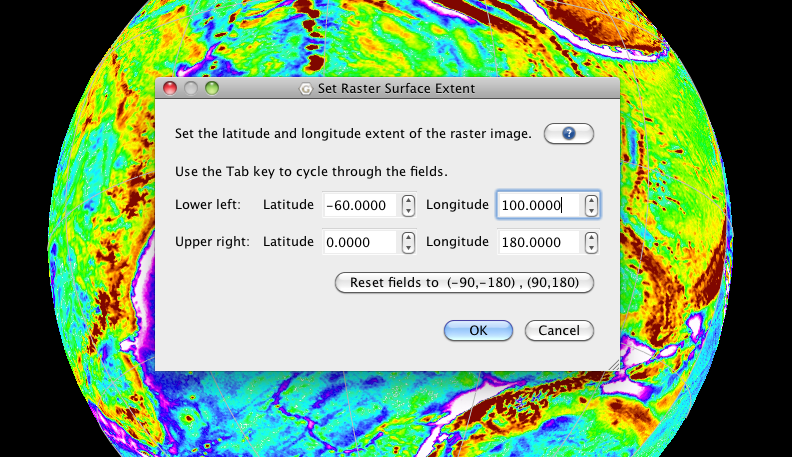 Set Raster Surface Extent
Set the latitude and longitude extent of the raster image. ?
Use the Tab key to cycle through the fields.
Lower left: Latitude -60.0000 Longitude 100.0000
Upper right: Latitude 0.0000 Longitude 180.0000
Reset fields to (-90,-180) , (90,180)
OK Cancel